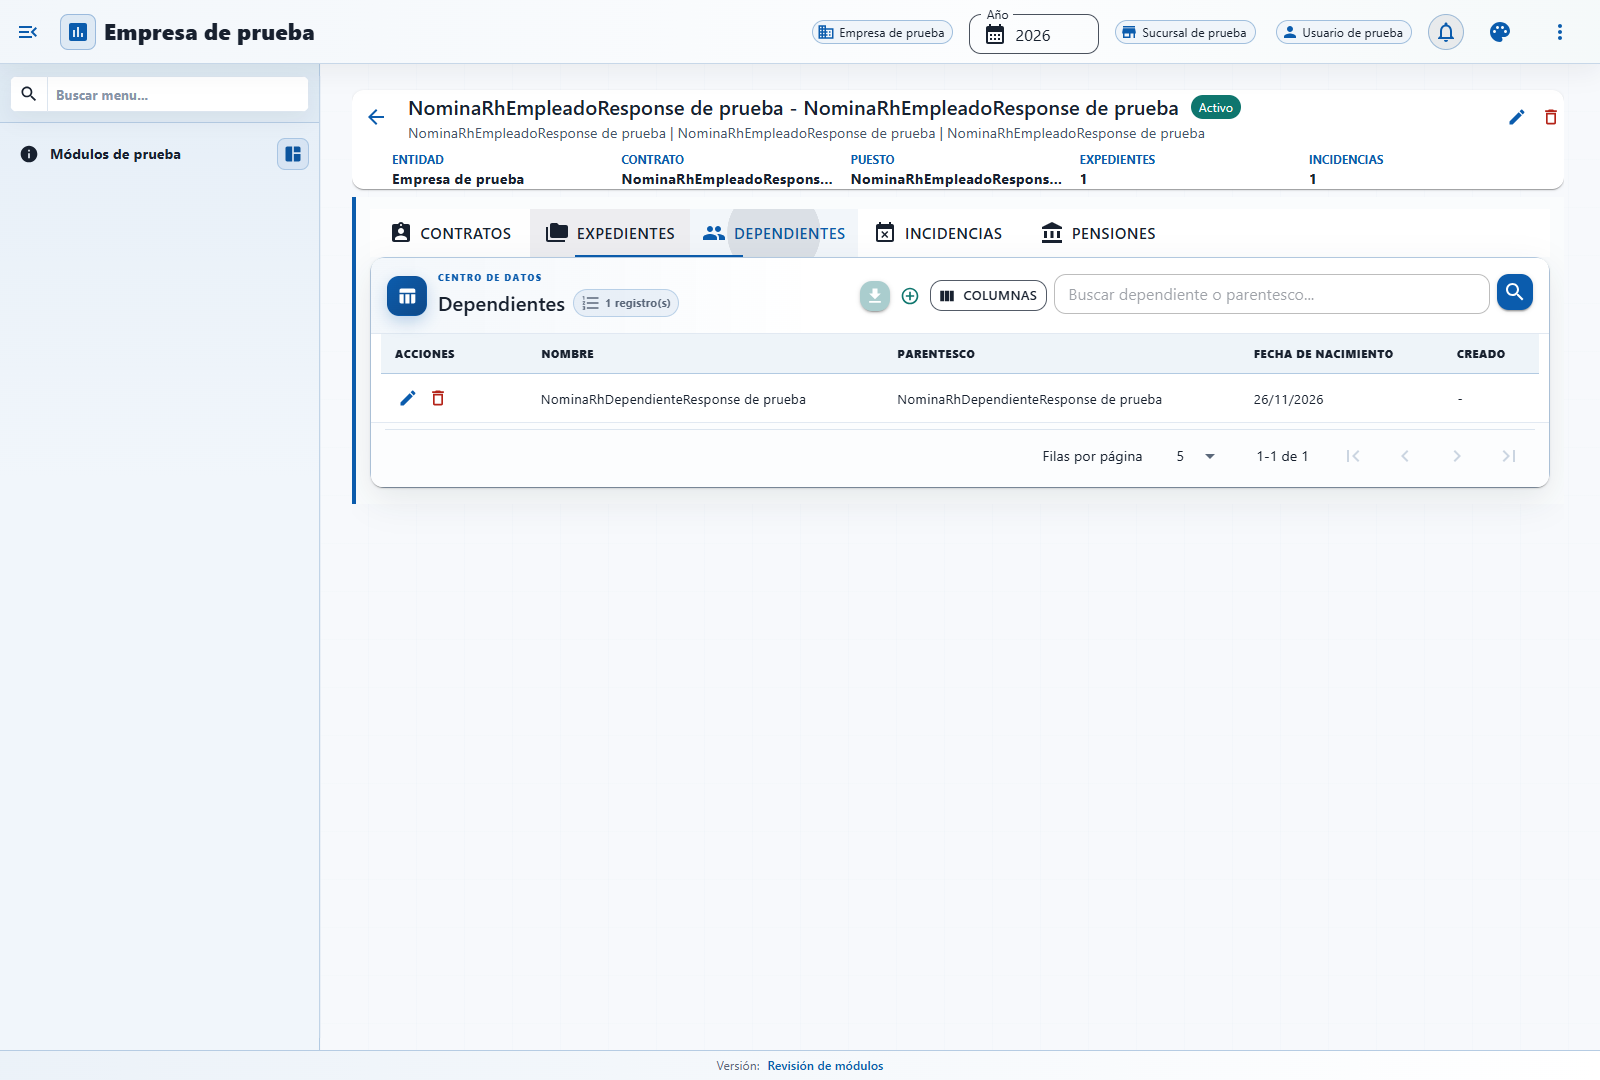 Empresa de prueba
Empresa de prueba
Año
2026
Sucursal de prueba
Usuario de prueba
Buscar menu...
Módulos de prueba
NominaRhEmpleadoResponse de prueba - NominaRhEmpleadoResponse de prueba
Activo
NominaRhEmpleadoResponse de prueba | NominaRhEmpleadoResponse de prueba | NominaRhEmpleadoResponse de prueba
ENTIDAD
Empresa de prueba
CONTRATO
NominaRhEmpleadoRespons...
PUESTO
NominaRhEmpleadoRespons...
EXPEDIENTES
1
INCIDENCIAS
1
CONTRATOS
EXPEDIENTES
DEPENDIENTES
INCIDENCIAS
PENSIONES
CENTRO DE DATOS
Dependientes
1 registro(s)
COLUMNAS
Buscar dependiente o parentesco...
ACCIONES NOMBRE PARENTESCO FECHA DE NACIMIENTO CREADO
NominaRhDependienteResponse de prueba NominaRhDependienteResponse de prueba 26/11/2026 -
Filas por página 5 1-1 de 1
Versión: Revisión de módulos